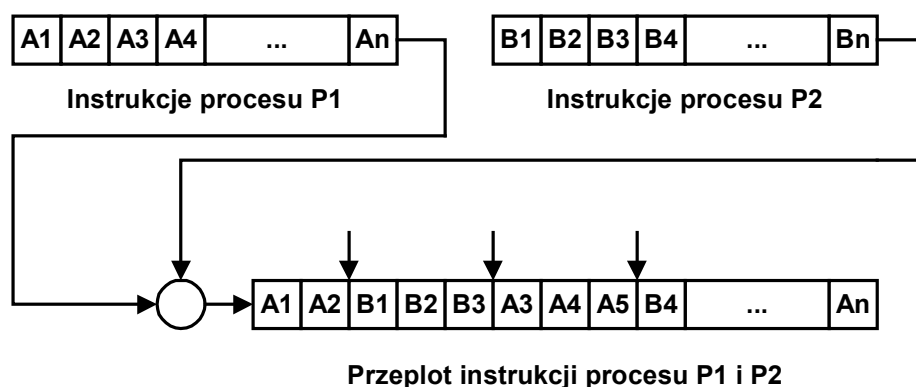 A1 A2 A3 A4 ... An
B1 B2 B3 B4 ... Bn
Instrukcje procesu P1
Instrukcje procesu P2
A1 A2 B1 B2 B3 A3 A4 A5 B4 ... An
Przeplot instrukcji procesu P1 i P2